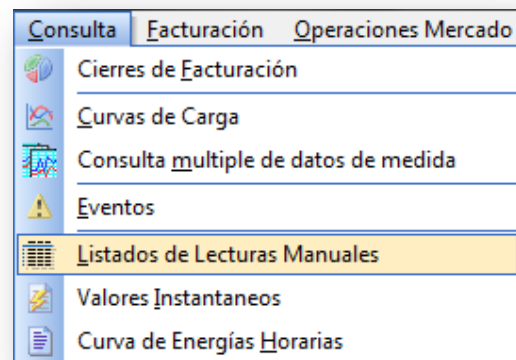 Consulta Facturación Operaciones Mercado
Cierres de Facturación
Curvas de Carga
Consulta multiple de datos de medida
Eventos
Listados de Lecturas Manuales
Valores Instantaneos
Curva de Energías Horarias